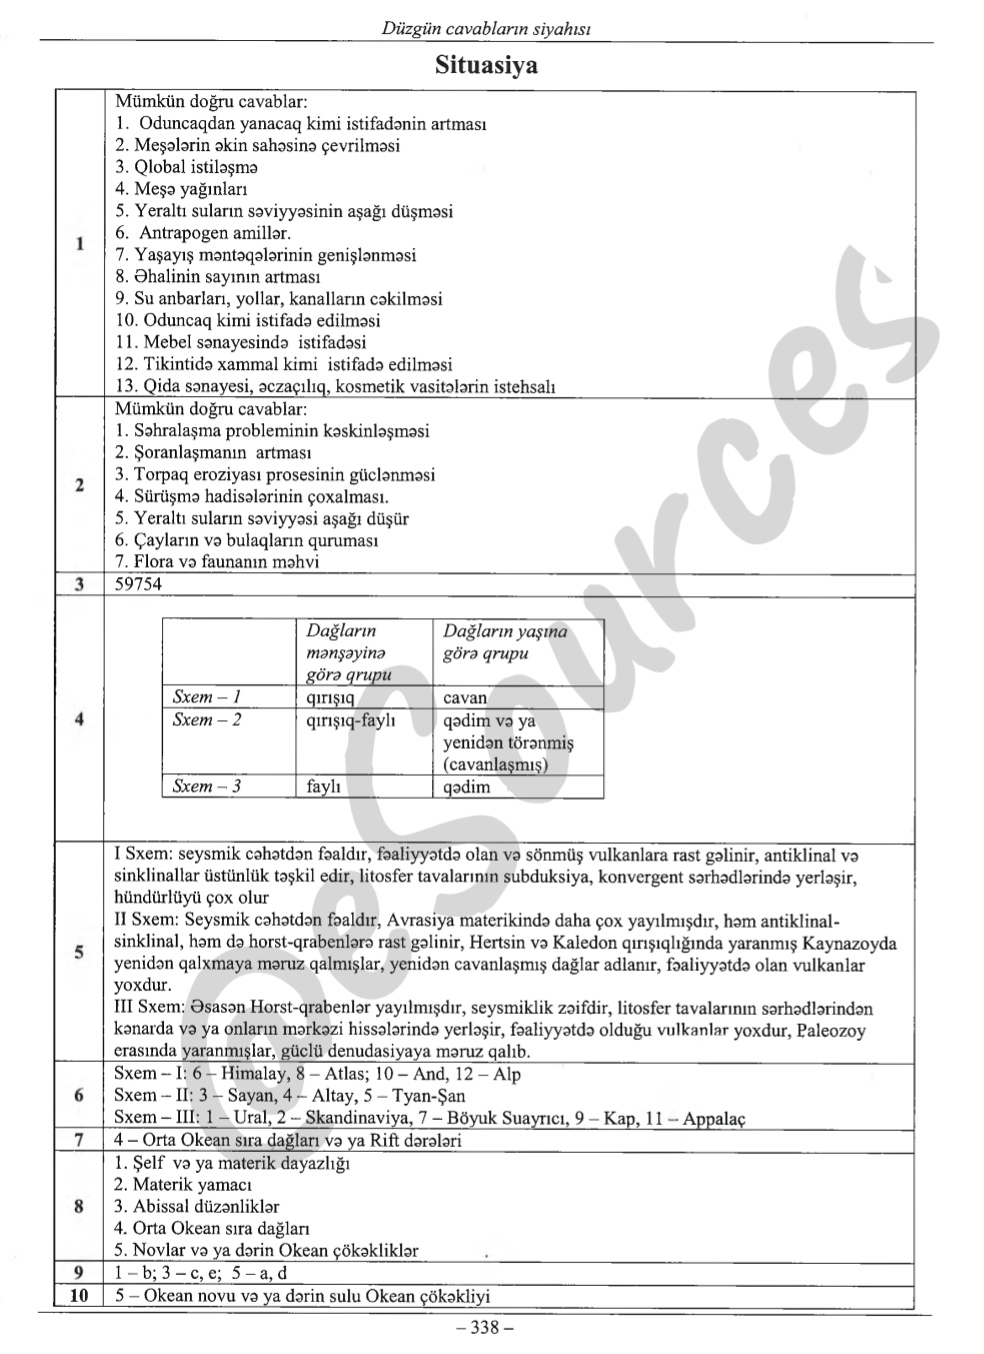 Düzgün cavabların siyahısı
Situasiya
1
Mümkün doğru cavablar:
1. Oduncaqdan yanacaq kimi istifadənin artması
2. Meşələrin əkin sahəsinə çevrilməsi
3. Qlobal istiləşmə
4. Meşə yağınları
5. Yeraltı suların səviyyəsinin aşağı düşməsi
6. Antrapogen amillər.
7. Yaşayış məntəqələrinin genişlənməsi
8. Əhalinin sayının artması
9. Su anbarları, yollar, kanalların cəkilməsi
10. Oduncaq kimi istifadə edilməsi
11. Mebel sənayesində istifadəsi
12. Tikintidə xammal kimi istifadə edilməsi
13. Qida sənayesi, əczaçılıq, kosmetik vasitələrin istehsalı
2
Mümkün doğru cavablar:
1. Səhralaşma probleminin kəskinləşməsi
2. Şoranlaşmanın artması
3. Torpaq eroziyası prosesinin güclənməsi
4. Sürüşmə hadisələrinin çoxalması.
5. Yeraltı suların səviyyəsi aşağı düşür
6. Çayların və bulaqların quruması
7. Flora və faunanın məhvi
3 59754
4
Dağların mənşəyinə görə qrupu
Dağların yaşına görə qrupu
Sxem – 1 qırışıq cavan
Sxem – 2 qırışıq-faylı qədim və ya yenidən törənmiş (cavanlaşmış)
Sxem – 3 faylı qədim
5
I Sxem: seysmik cəhətdən fəaldır, fəaliyyətdə olan və sönmüş vulkanlara rast gəlinir, antiklinal və
sinklinallar üstünlük təşkil edir, litosfer tavalarının subduksiya, konvergent sərhədlərində yerləşir,
hündürlüyü çox olur
II Sxem: Seysmik cəhətdən fəaldır, Avrasiya materikində daha çox yayılmışdır, həm antiklinal-
sinklinal, həm də horst-qrabenlərə rast gəlinir, Hertsin və Kaledon qırışıqlığında yaranmış Kaynazoyda
yenidən qalxmaya məruz qalmışlar, yenidən cavanlaşmış dağlar adlanır, fəaliyyətdə olan vulkanlar
yoxdur.
III Sxem: Əsasən Horst-qrabenlər yayılmışdır, seysmiklik zəifdir, litosfer tavalarının sərhədlərindən
kənarda və ya onların mərkəzi hissələrində yerləşir, fəaliyyətdə olduğu vulkanlar yoxdur, Paleozoy
erasında yaranmışlar, güclü denudasiyaya məruz qalıb.
6
Sxem – I: 6 – Himalay, 8 – Atlas; 10 – And, 12 – Alp
Sxem – II: 3 – Sayan, 4 – Altay, 5 – Tyan-Şan
Sxem – III: 1 – Ural, 2 – Skandinaviya, 7 – Böyuk Suayrıcı, 9 – Kap, 11 – Appalaç
7 4 – Orta Okean sıra dağları və ya Rift dərələri
8
1. Şelf və ya materik dayazlığı
2. Materik yamacı
3. Abissal düzənliklər
4. Orta Okean sıra dağları
5. Novlar və ya dərin Okean çökəkliklər
9 1 – b; 3 – c, e; 5 – a, d
10 5 – Okean novu və ya dərin sulu Okean çökəkliyi
– 338 –
@eSources